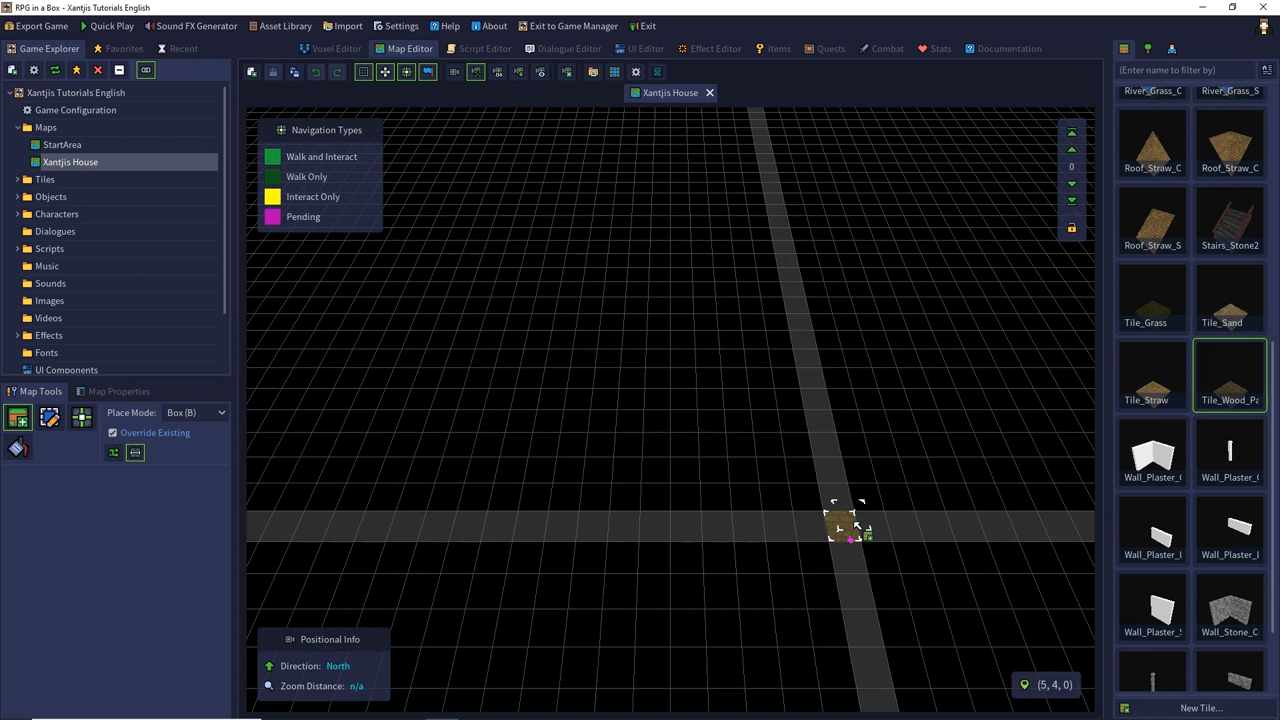 RPG in a Box - Xantjis Tutorials English
Export Game Quick Play Sound FX Generator Asset Library Import Settings Help About Exit to Game Manager Exit
Game Explorer Favorites Recent
Voxel Editor Map Editor Script Editor Dialogue Editor UI Editor Effect Editor Items Quests Combat Stats Documentation
Xantjis House
Xantjis Tutorials English
Game Configuration
Maps
StartArea
Xantjis House
Tiles
Objects
Characters
Dialogues
Scripts
Music
Sounds
Images
Videos
Effects
Fonts
UI Components
Map Tools Map Properties
Place Mode: Box (B)
Override Existing
Navigation Types
Walk and Interact
Walk Only
Interact Only
Pending
0
Positional Info
Direction: North
Zoom Distance: n/a
(5, 4, 0)
(Enter name to filter by)
River_Grass_C River_Grass_S
Roof_Straw_C Roof_Straw_C
Roof_Straw_S Stairs_Stone2
Tile_Grass Tile_Sand
Tile_Straw Tile_Wood_Pa
Wall_Plaster_C Wall_Plaster_C
Wall_Plaster_I Wall_Plaster_I
Wall_Plaster_S Wall_Stone_C
New Tile...